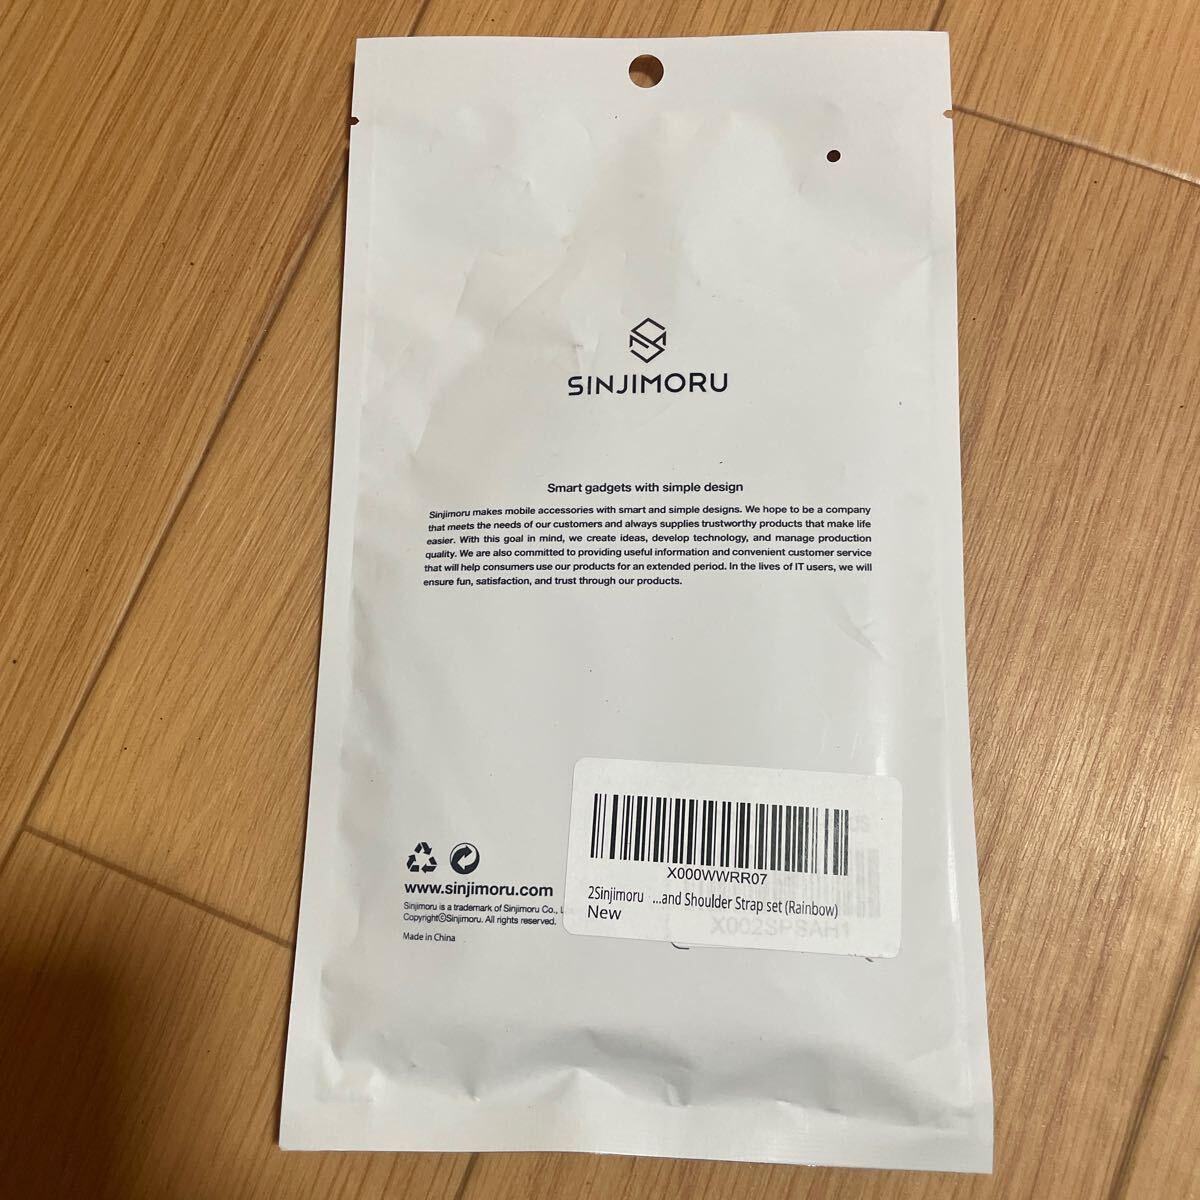 SINJIMORU
Smart gadgets with simple design
Sinjimoru makes mobile accessories with smart and simple designs. We hope to be a company
that meets the needs of our customers and always supplies trustworthy products that make life
easier. With this goal in mind, we create ideas, develop technology, and manage production
quality. We are also committed to providing useful information and convenient customer service
that will help consumers use our products for an extended period. In the lives of IT users, we will
ensure fun, satisfaction, and trust through our products.
www.sinjimoru.com
Sinjimoru is a trademark of Sinjimoru Co., L
Copyright©Sinjimoru. All rights reserved.
Made in China
X000WWRR07
2Sinjimoru ...and Shoulder Strap set (Rainbow)
New
X002SPSAH1